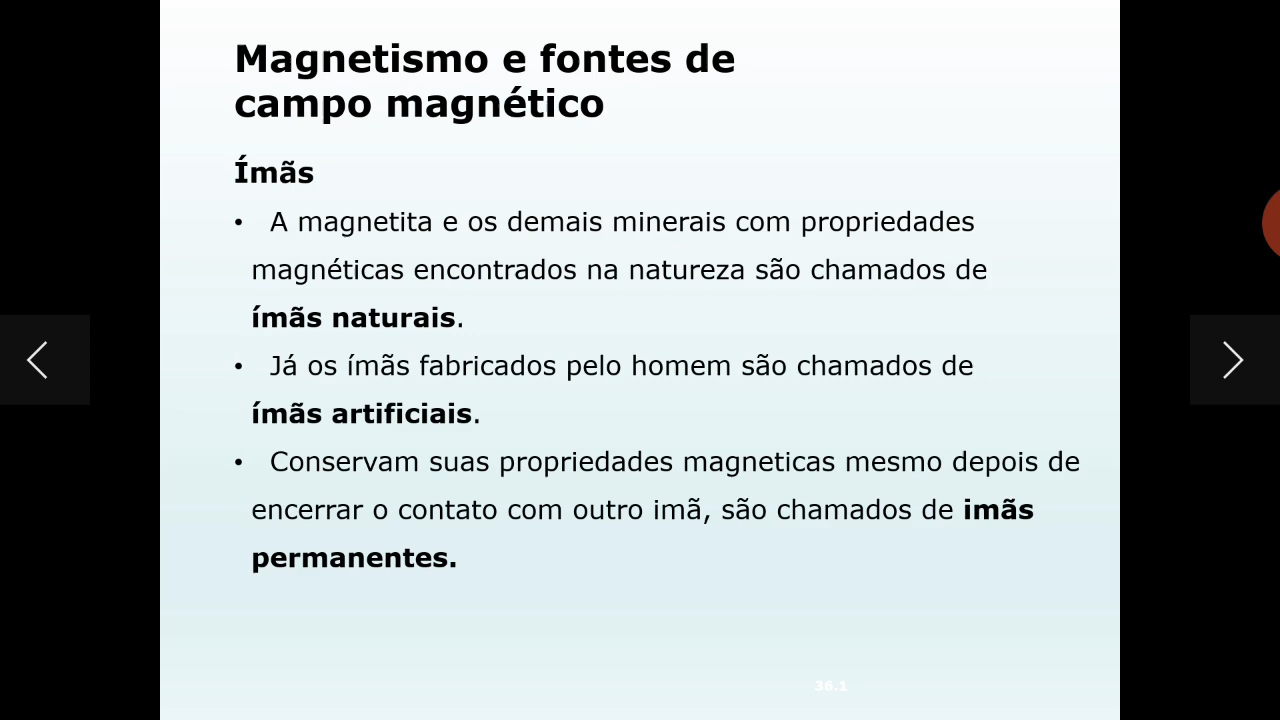 Magnetismo e fontes de
campo magnético
Ímãs
• A magnetita e os demais minerais com propriedades
magnéticas encontrados na natureza são chamados de
ímãs naturais.
• Já os ímãs fabricados pelo homem são chamados de
ímãs artificiais.
• Conservam suas propriedades magneticas mesmo depois de
encerrar o contato com outro imã, são chamados de imãs
permanentes.
36.1